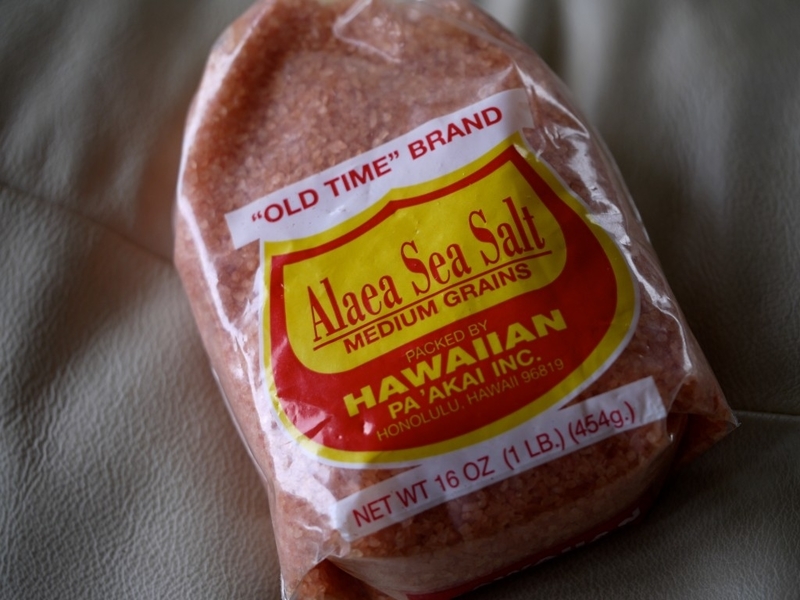 “OLD TIME” BRAND
Alaea Sea Salt
MEDIUM GRAINS
PACKED BY
HAWAIIAN
PA'AKAI INC.
HONOLULU, HAWAII 96819
NET WT 16 OZ (1 LB.) (454g.)